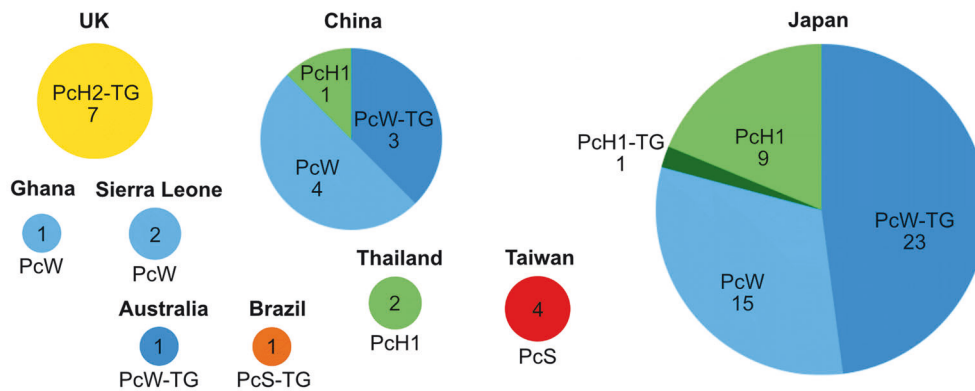 UK
PcH2-TG
7
China
PcH1
1
PcW-TG
3
PcW
4
Japan
PcH1-TG
1
PcH1
9
PcW-TG
23
PcW
15
Ghana
1
PcW
Sierra Leone
2
PcW
Thailand
2
PcH1
Taiwan
4
PcS
Australia
1
PcW-TG
Brazil
1
PcS-TG